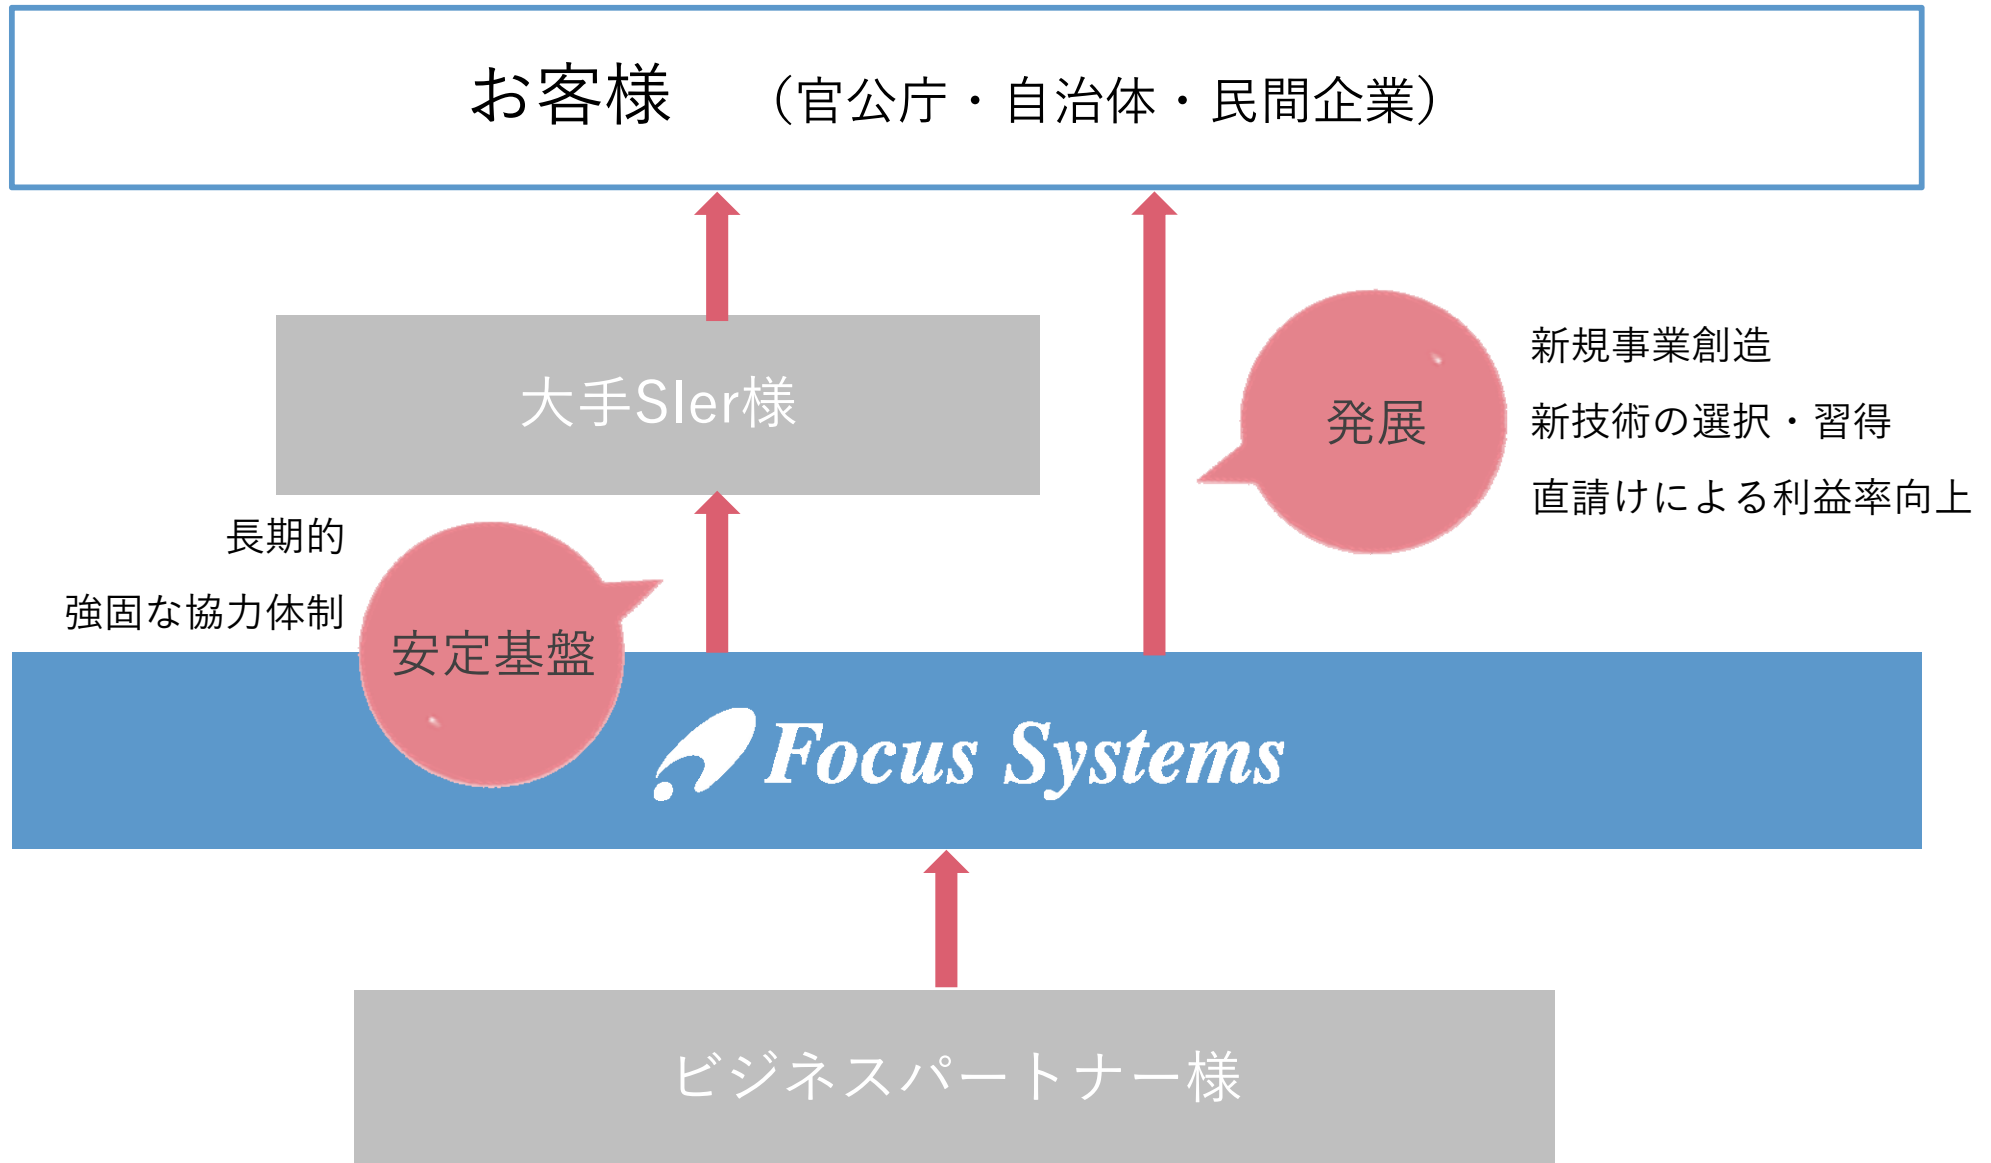 お客様　（官公庁・自治体・民間企業）
大手SIer様
発展
新規事業創造
新技術の選択・習得
直請けによる利益率向上
長期的
強固な協力体制
安定基盤
Focus Systems
ビジネスパートナー様